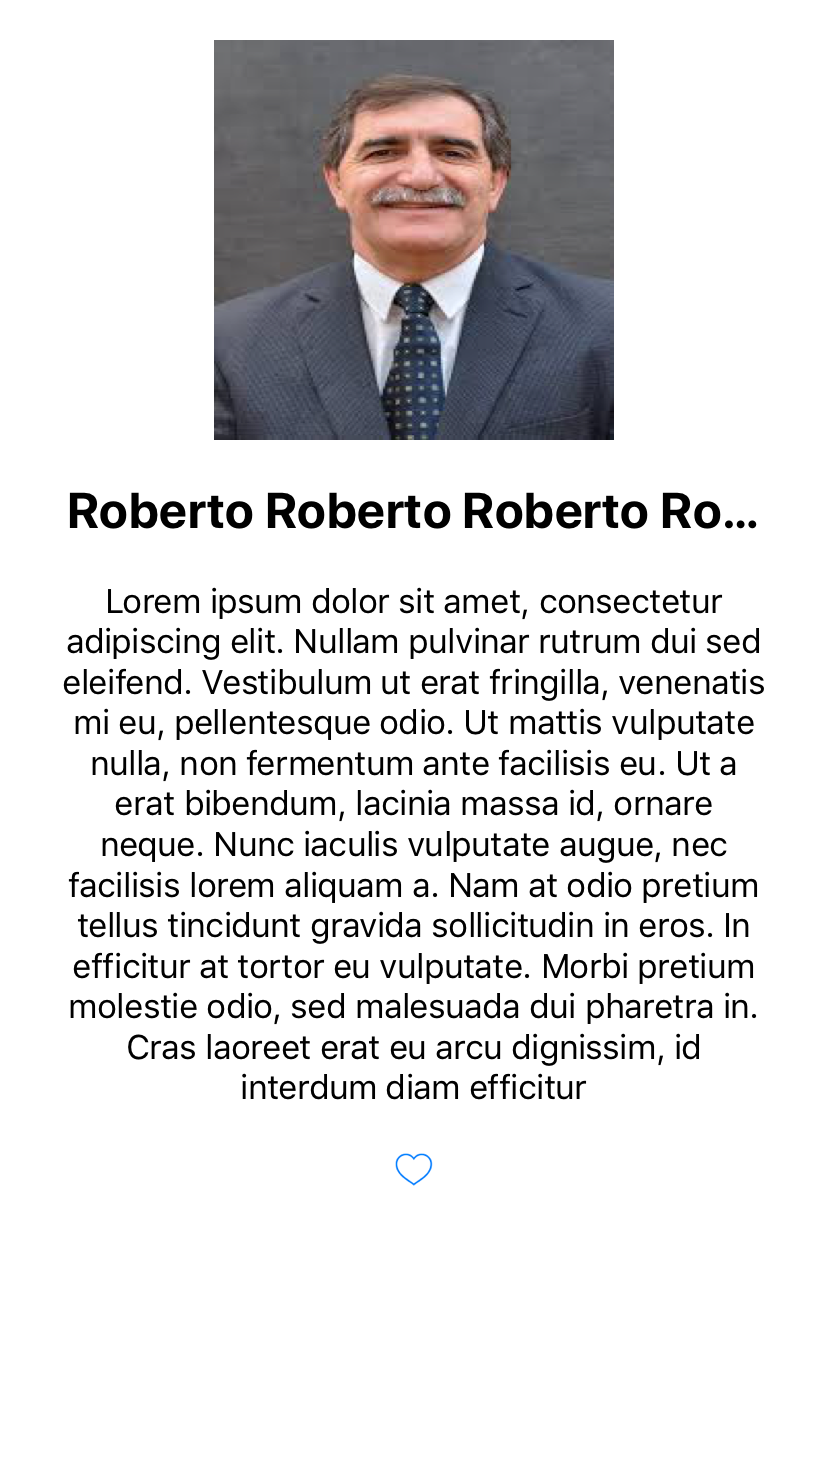 Roberto Roberto Roberto Ro...
Lorem ipsum dolor sit amet, consectetur
adipiscing elit. Nullam pulvinar rutrum dui sed
eleifend. Vestibulum ut erat fringilla, venenatis
mi eu, pellentesque odio. Ut mattis vulputate
nulla, non fermentum ante facilisis eu. Ut a
erat bibendum, lacinia massa id, ornare
neque. Nunc iaculis vulputate augue, nec
facilisis lorem aliquam a. Nam at odio pretium
tellus tincidunt gravida sollicitudin in eros. In
efficitur at tortor eu vulputate. Morbi pretium
molestie odio, sed malesuada dui pharetra in.
Cras laoreet erat eu arcu dignissim, id
interdum diam efficitur